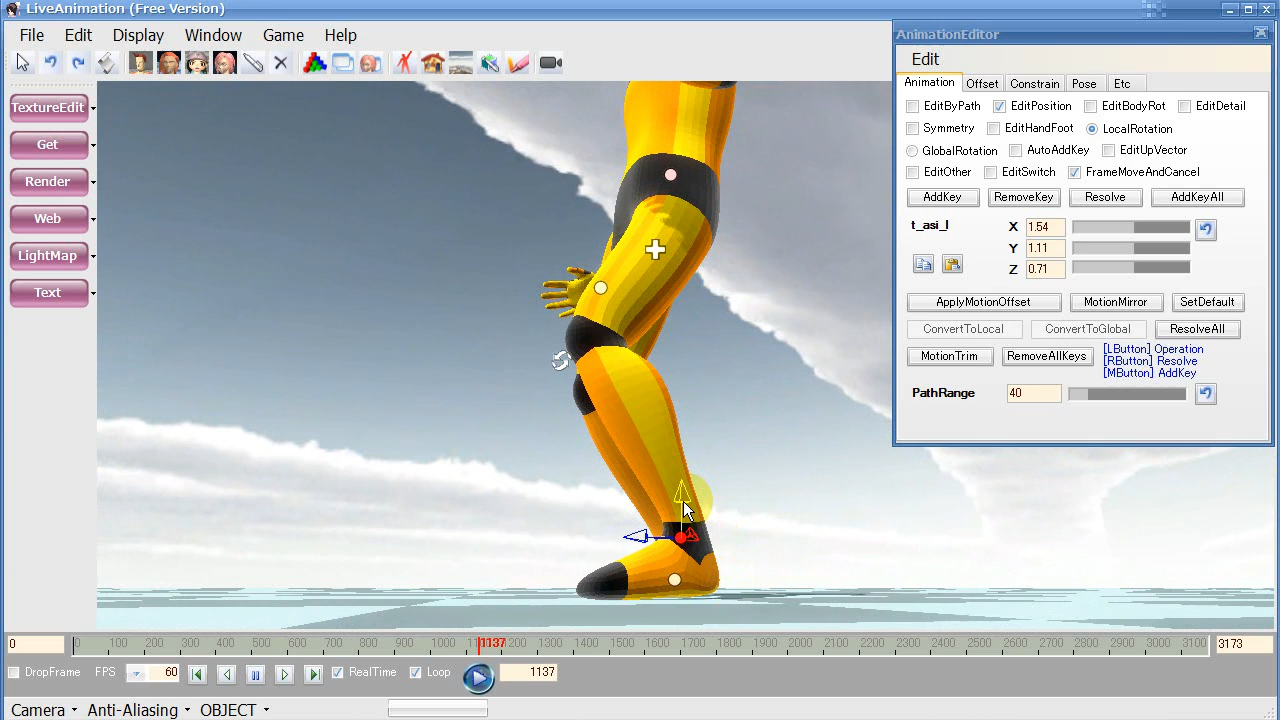 LiveAnimation (Free Version)
File Edit Display Window Game Help
TextureEdit
Get
Render
Web
LightMap
Text
AnimationEditor
Edit
Animation Offset Constrain Pose Etc
EditByPath EditPosition EditBodyRot EditDetail
Symmetry EditHandFoot LocalRotation
GlobalRotation AutoAddKey EditUpVector
EditOther EditSwitch FrameMoveAndCancel
AddKey RemoveKey Resolve AddKeyAll
t_asi_l X 1.54
Y 1.11
Z 0.71
ApplyMotionOffset MotionMirror SetDefault
ConvertToLocal ConvertToGlobal ResolveAll
MotionTrim RemoveAllKeys
[LButton] Operation
[RButton] Resolve
[MButton] AddKey
PathRange 40
0 0 100 200 300 400 500 600 700 800 900 1000 1137 1300 1400 1500 1600 1700 1800 1900 2000 2100 2200 2300 2400 2500 2600 2700 2800 2900 3000 3100 3173
DropFrame FPS 60 RealTime Loop 1137
Camera Anti-Aliasing OBJECT